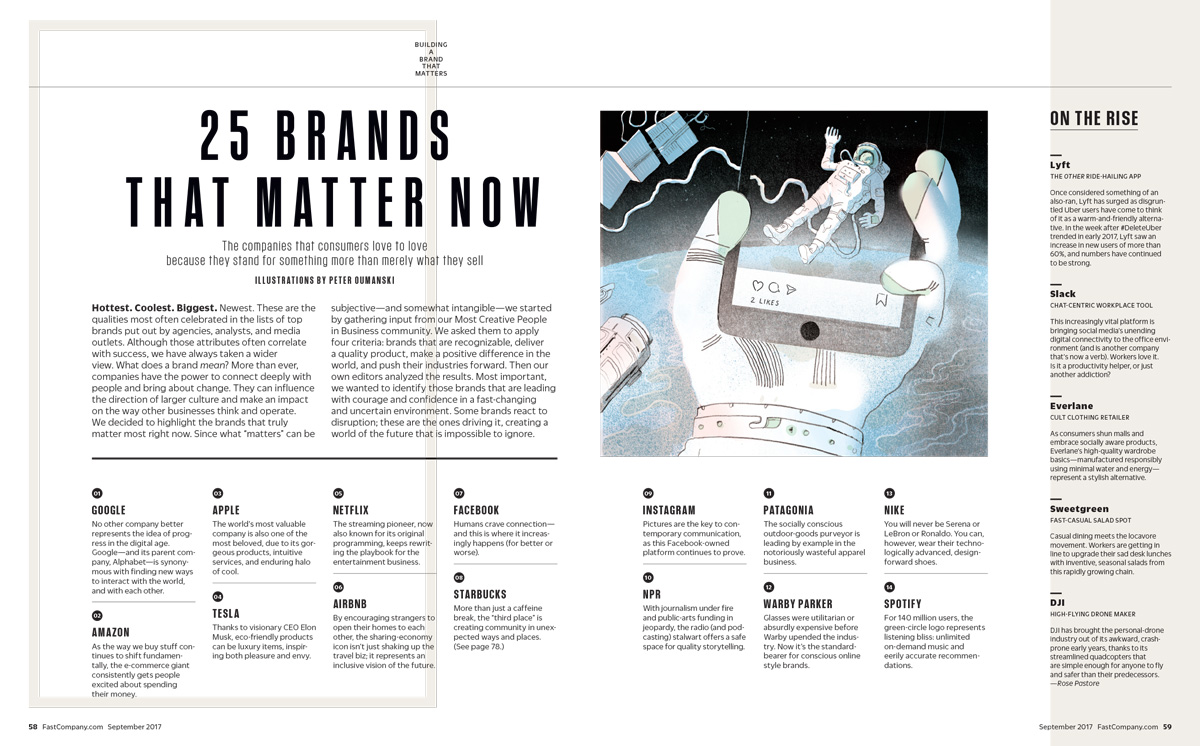 BUILDING
A
BRAND
THAT
MATTERS
25 BRANDS
THAT MATTER NOW
The companies that consumers love to love
because they stand for something more than merely what they sell
ILLUSTRATIONS BY PETER OUMANSKI
Hottest. Coolest. Biggest. Newest. These are the
qualities most often celebrated in the lists of top
brands put out by agencies, analysts, and media
outlets. Although those attributes often correlate
with success, we have always taken a wider
view. What does a brand mean? More than ever,
companies have the power to connect deeply with
people and bring about change. They can influence
the direction of larger culture and make an impact
on the way other businesses think and operate.
We decided to highlight the brands that truly
matter most right now. Since what "matters" can be
subjective—and somewhat intangible—we started
by gathering input from our Most Creative People
in Business community. We asked them to apply
four criteria: brands that are recognizable, deliver
a quality product, make a positive difference in the
world, and push their industries forward. Then our
own editors analyzed the results. Most important,
we wanted to identify those brands that are leading
with courage and confidence in a fast-changing
and uncertain environment. Some brands react to
disruption; these are the ones driving it, creating a
world of the future that is impossible to ignore.
01
GOOGLE
No other company better
represents the idea of prog-
ress in the digital age.
Google—and its parent com-
pany, Alphabet—is synony-
mous with finding new ways
to interact with the world,
and with each other.
02
AMAZON
As the way we buy stuff con-
tinues to shift fundamen-
tally, the e-commerce giant
consistently gets people
excited about spending
their money.
03
APPLE
The world's most valuable
company is also one of the
most beloved, due to its gor-
geous products, intuitive
services, and enduring halo
of cool.
04
TESLA
Thanks to visionary CEO Elon
Musk, eco-friendly products
can be luxury items, inspir-
ing both pleasure and envy.
05
NETFLIX
The streaming pioneer, now
also known for its original
programming, keeps rewrit-
ing the playbook for the
entertainment business.
06
AIRBNB
By encouraging strangers to
open their homes to each
other, the sharing-economy
icon isn't just shaking up the
travel biz; it represents an
inclusive vision of the future.
07
FACEBOOK
Humans crave connection—
and this is where it increas-
ingly happens (for better or
worse).
08
STARBUCKS
More than just a caffeine
break, the "third place" is
creating community in unex-
pected ways and places.
(See page 78.)
2 LIKES
09
INSTAGRAM
Pictures are the key to con-
temporary communication,
as this Facebook-owned
platform continues to prove.
10
NPR
With journalism under fire
and public-arts funding in
jeopardy, the radio (and pod-
casting) stalwart offers a safe
space for quality storytelling.
11
PATAGONIA
The socially conscious
outdoor-goods purveyor is
leading by example in the
notoriously wasteful apparel
business.
12
WARBY PARKER
Glasses were utilitarian or
absurdly expensive before
Warby upended the indus-
try. Now it's the standard-
bearer for conscious online
style brands.
13
NIKE
You will never be Serena or
LeBron or Ronaldo. You can,
however, wear their techno-
logically advanced, design-
forward shoes.
14
SPOTIFY
For 140 million users, the
green-circle logo represents
listening bliss: unlimited
on-demand music and
eerily accurate recommen-
dations.
ON THE RISE
Lyft
THE OTHER RIDE-HAILING APP
Once considered something of an
also-ran, Lyft has surged as disgrun-
tled Uber users have come to think
of it as a warm-and-friendly alterna-
tive. In the week after #DeleteUber
trended in early 2017, Lyft saw an
increase in new users of more than
60%, and numbers have continued
to be strong.
Slack
CHAT-CENTRIC WORKPLACE TOOL
This increasingly vital platform is
bringing social media's unending
digital connectivity to the office envi-
ronment (and is another company
that's now a verb). Workers love it.
Is it a productivity helper, or just
another addiction?
Everlane
CULT CLOTHING RETAILER
As consumers shun malls and
embrace socially aware products,
Everlane's high-quality wardrobe
basics—manufactured responsibly
using minimal water and energy—
represent a stylish alternative.
Sweetgreen
FAST-CASUAL SALAD SPOT
Casual dining meets the locavore
movement. Workers are getting in
line to upgrade their sad desk lunches
with inventive, seasonal salads from
this rapidly growing chain.
DJI
HIGH-FLYING DRONE MAKER
DJI has brought the personal-drone
industry out of its awkward, crash-
prone early years, thanks to its
streamlined quadcopters that
are simple enough for anyone to fly
and safer than their predecessors.
—Rose Pastore
58 FastCompany.com September 2017
September 2017 FastCompany.com 59